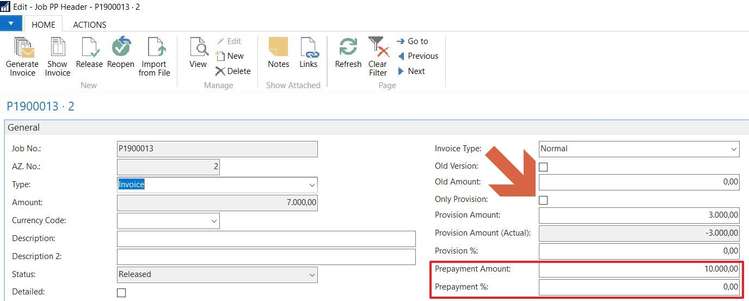 Edit - Job PP Header - P1900013 · 2
HOME ACTIONS
Generate Invoice
Show Invoice
Release
Reopen
Import from File
New
View
Edit
New
Delete
Manage
Notes
Links
Show Attached
Refresh
Clear Filter
Go to
Previous
Next
Page
P1900013 · 2
General
Job No.: P1900013
AZ. No.: 2
Type: Invoice
Amount: 7.000,00
Currency Code:
Description:
Description 2:
Status: Released
Detailed:
Invoice Type: Normal
Old Version:
Old Amount: 0,00
Only Provision:
Provision Amount: 3.000,00
Provision Amount (Actual): -3.000,00
Provision %: 0,00
Prepayment Amount: 10.000,00
Prepayment %: 0,00